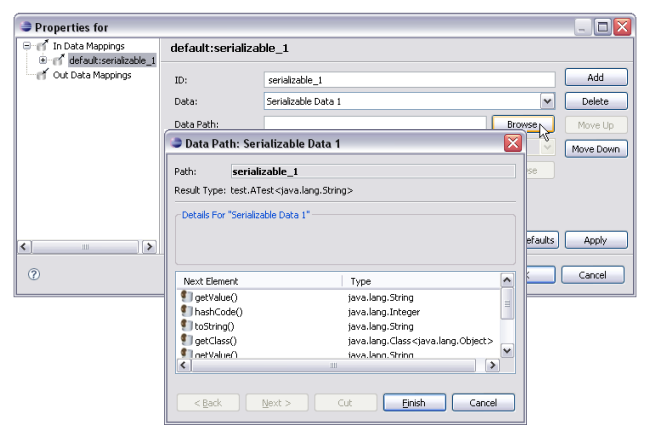 Properties for
In Data Mappings
default:serializable_1
Out Data Mappings
default:serializable_1
ID: serializable_1 Add
Data: Serializable Data 1 Delete
Data Path: Browse... Move Up
Move Down
Data Path: Serializable Data 1
Path: serializable_1
Result Type: test.ATest<java.lang.String>
Details For "Serializable Data 1"
efaults Apply
Cancel
Next Element Type
getValue() java.lang.String
hashCode() java.lang.Integer
toString() java.lang.String
getClass() java.lang.Class<java.lang.Object>
getValue() java.lang.String
< Back Next > Cut Finish Cancel